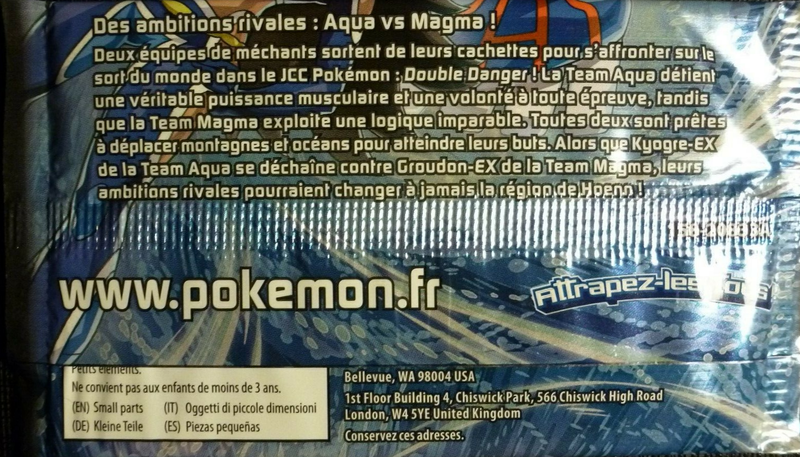 Des ambitions rivales : Aqua vs Magma !
Deux équipes de méchants sortent de leurs cachettes pour s'affronter sur le
sort du monde dans le JCC Pokémon : Double Danger ! La Team Aqua détient
une véritable puissance musculaire et une volonté à toute épreuve, tandis
que la Team Magma exploite une logique imparable. Toutes deux sont prêtes
à déplacer montagnes et océans pour atteindre leurs buts. Alors que Kyogre-EX
de la Team Aqua se déchaîne contre Groudon-EX de la Team Magma, leurs
ambitions rivales pourraient changer à jamais la région de Hoenn !
www.pokemon.fr
Attrapez-les
Petits éléments.
Ne convient pas aux enfants de moins de 3 ans.
(EN) Small parts (IT) Oggetti di piccole dimensioni
(DE) Kleine Teile (ES) Piezas pequeñas
Bellevue, WA 98004 USA
1st Floor Building 4, Chiswick Park, 566 Chiswick High Road
London, W4 5YE United Kingdom
Conservez ces adresses.